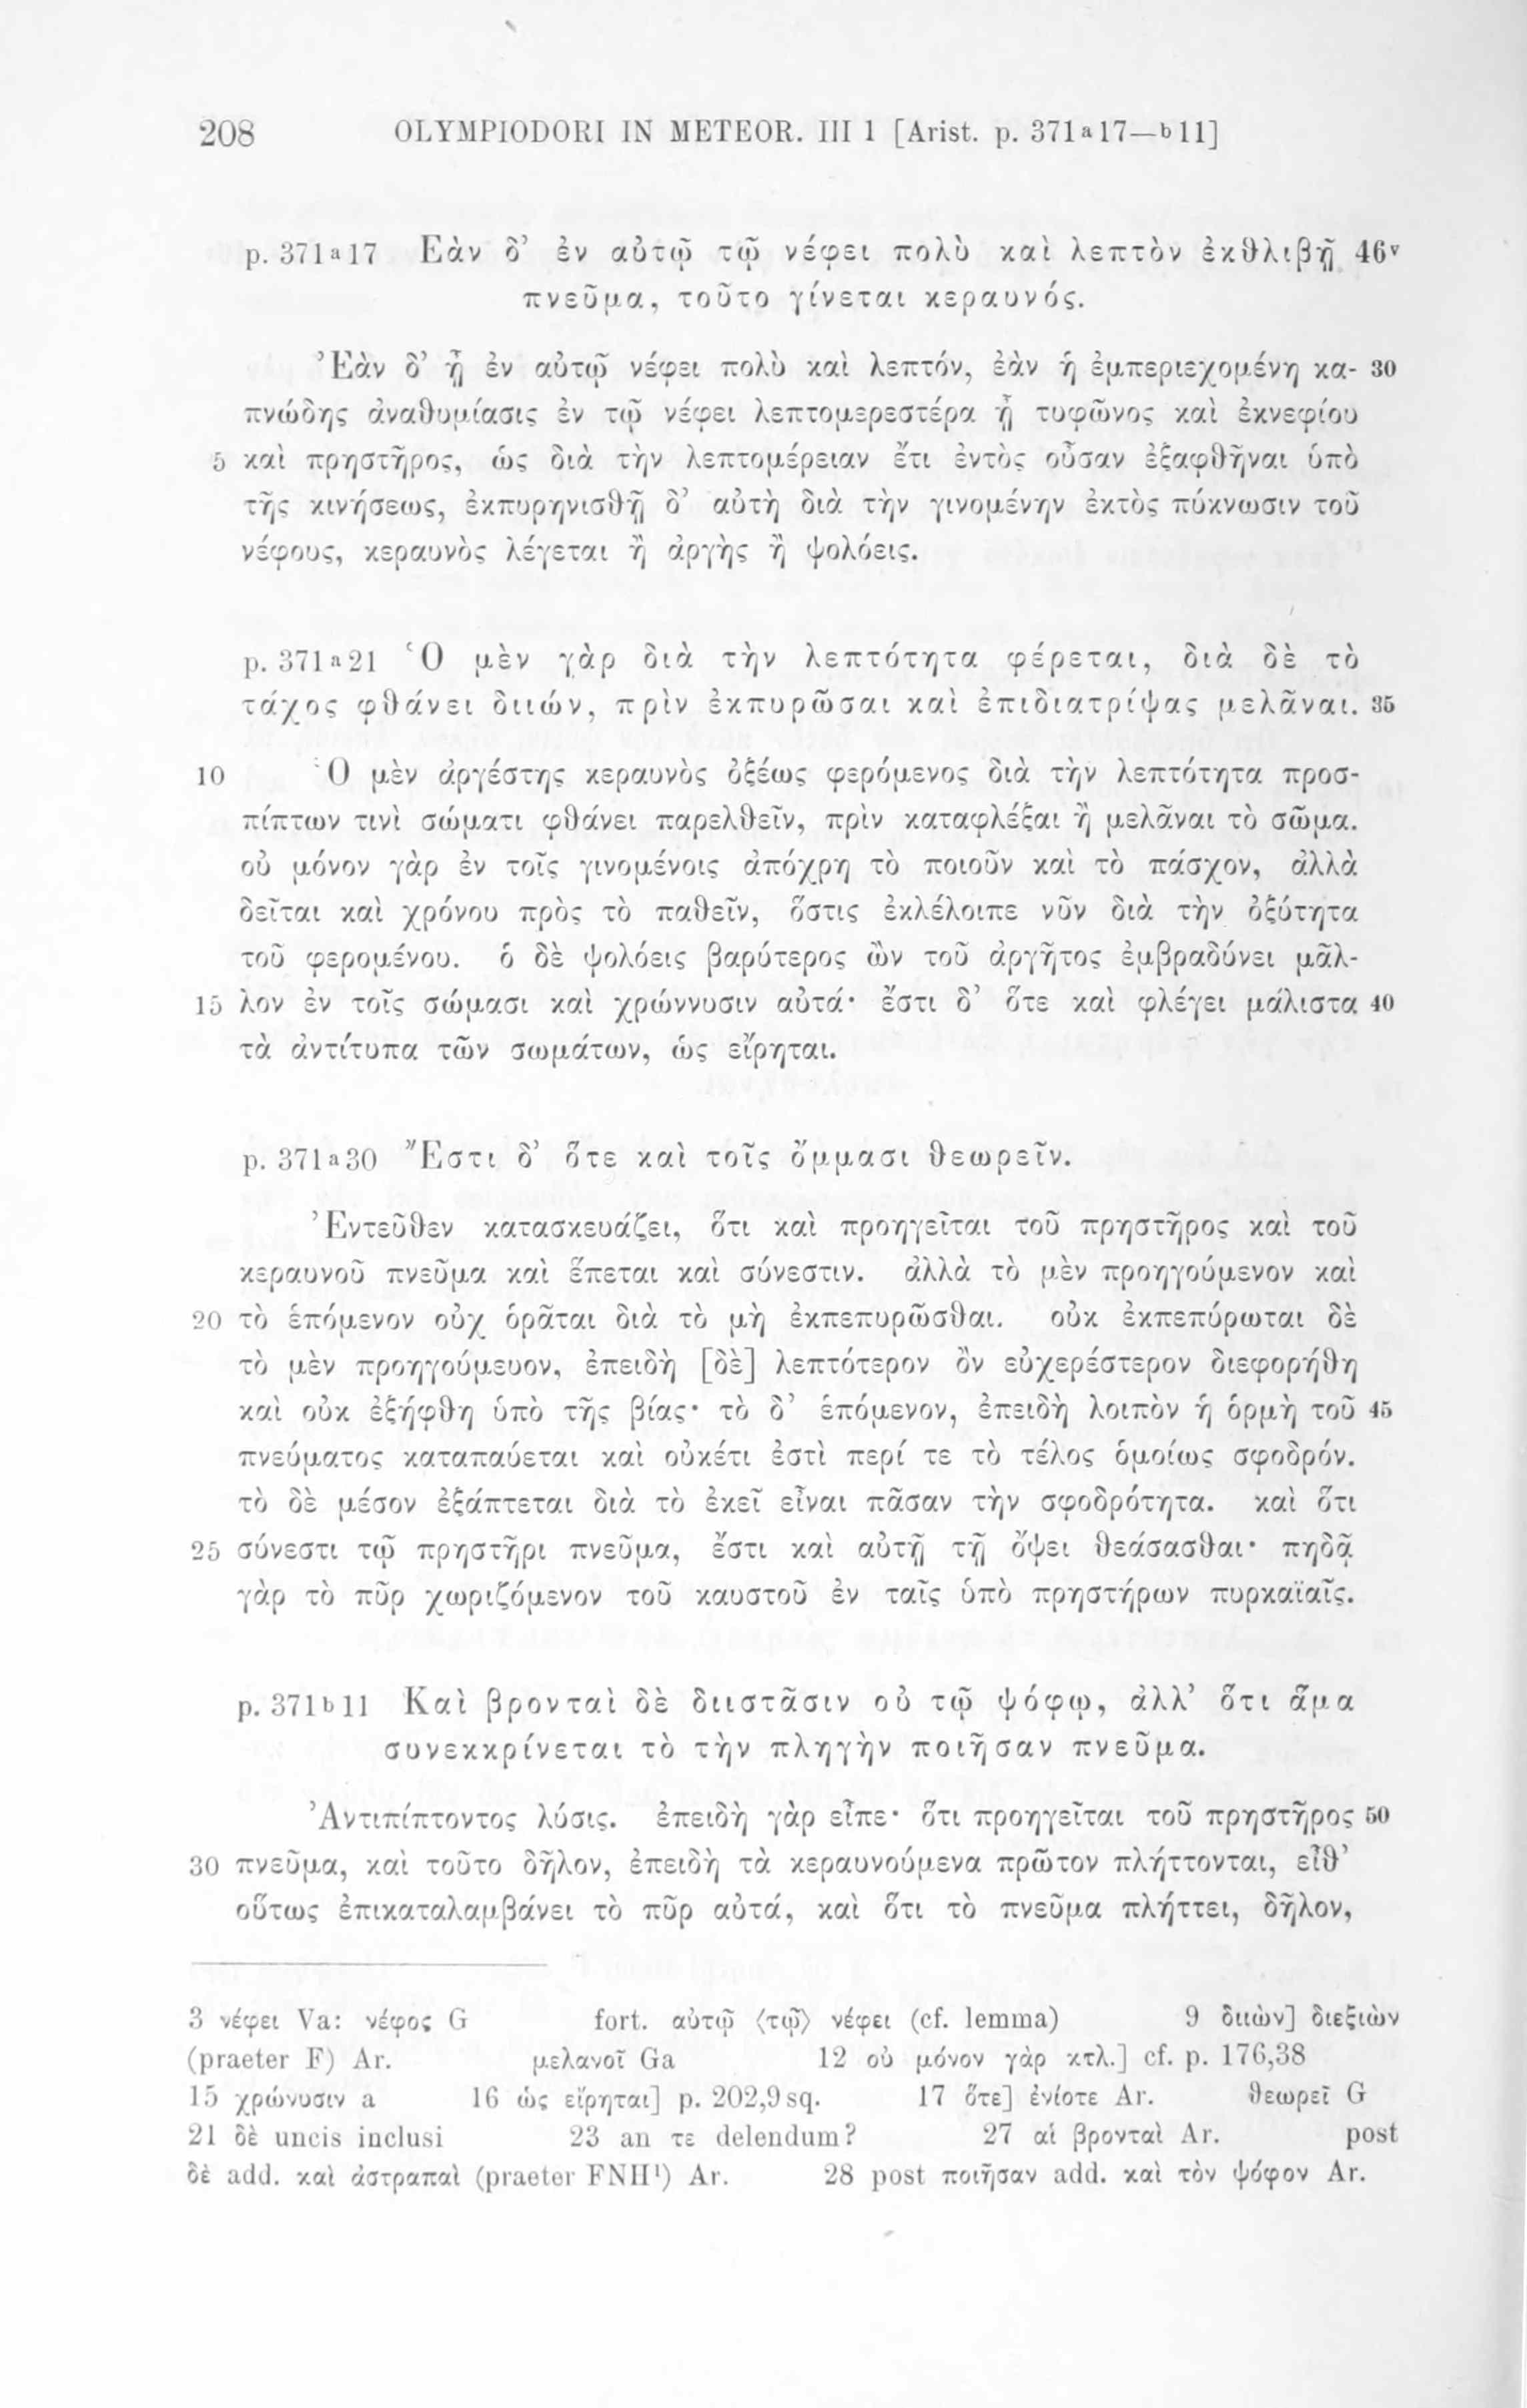 208 OLYMPIODORI IN METEOR. III 1 [Arist. p. 371a17—b11]
p. 371a17 Εὰν δ’ ἐν αὐτῷ τῷ νέφει πολὺ καὶ λεπτὸν ἐκθλιβῇ 46v
πνεῦμα, τοῦτο γίνεται κεραυνός.
Ἐὰν δ’ ᾖ ἐν αὐτῷ νέφει πολὺ καὶ λεπτόν, ἐὰν ἡ ἐμπεριεχομένη κα- 30
πνώδης ἀναθυμίασις ἐν τῷ νέφει λεπτομερεστέρα ᾖ τυφῶνος καὶ ἐκνεφίου
5 καὶ πρηστῆρος, ὡς διὰ τὴν λεπτομέρειαν ἔτι ἐντὸς οὖσαν ἐξαφθῆναι ὑπὸ
τῆς κινήσεως, ἐκπυρηνισθῇ δ’ αὐτὴ διὰ τὴν γινομένην ἐκτὸς πύκνωσιν τοῦ
νέφους, κεραυνὸς λέγεται ἢ ἀργὴς ἢ ψολόεις.
p. 371a21 Ὁ μὲν γὰρ διὰ τὴν λεπτότητα φέρεται, διὰ δὲ τὸ
τάχος φθάνει διιών, πρὶν ἐκπυρῶσαι καὶ ἐπιδιατρίψας μελᾶναι. 35
10 Ὁ μὲν ἀργέστης κεραυνὸς ὀξέως φερόμενος διὰ τὴν λεπτότητα προσ-
πίπτων τινὶ σώματι φθάνει παρελθεῖν, πρὶν καταφλέξαι ἢ μελᾶναι τὸ σῶμα.
οὐ μόνον γὰρ ἐν τοῖς γινομένοις ἀπόχρη τὸ ποιοῦν καὶ τὸ πάσχον, ἀλλὰ
δεῖται καὶ χρόνου πρὸς τὸ παθεῖν, ὅστις ἐκλέλοιπε νῦν διὰ τὴν ὀξύτητα
τοῦ φερομένου. ὁ δὲ ψολόεις βαρύτερος ὢν τοῦ ἀργῆτος ἐμβραδύνει μᾶλ-
15 λον ἐν τοῖς σώμασι καὶ χρώννυσιν αὐτά· ἔστι δ’ ὅτε καὶ φλέγει μάλιστα 40
τὰ ἀντίτυπα τῶν σωμάτων, ὡς εἴρηται.
p. 371a30 Ἔστι δ’ ὅτε καὶ τοῖς ὄμμασι θεωρεῖν.
Ἐντεῦθεν κατασκευάζει, ὅτι καὶ προηγεῖται τοῦ πρηστῆρος καὶ τοῦ
κεραυνοῦ πνεῦμα καὶ ἕπεται καὶ σύνεστιν. ἀλλὰ τὸ μὲν προηγούμενον καὶ
20 τὸ ἑπόμενον οὐχ ὁρᾶται διὰ τὸ μὴ ἐκπεπυρῶσθαι. οὐκ ἐκπεπύρωται δὲ
τὸ μὲν προηγούμευον, ἐπειδὴ [δὲ] λεπτότερον ὂν εὐχερέστερον διεφορήθη
καὶ οὐκ ἐξήφθη ὑπὸ τῆς βίας· τὸ δ’ ἑπόμενον, ἐπειδὴ λοιπὸν ἡ ὁρμὴ τοῦ 45
πνεύματος καταπαύεται καὶ οὐκέτι ἐστὶ περί τε τὸ τέλος ὁμοίως σφοδρόν.
τὸ δὲ μέσον ἐξάπτεται διὰ τὸ ἐκεῖ εἶναι πᾶσαν τὴν σφοδρότητα. καὶ ὅτι
25 σύνεστι τῷ πρηστῆρι πνεῦμα, ἔστι καὶ αὐτῇ τῇ ὄψει θεάσασθαι· πηδᾷ
γὰρ τὸ πῦρ χωριζόμενον τοῦ καυστοῦ ἐν ταῖς ὑπὸ πρηστήρων πυρκαϊαῖς.
p. 371b11 Καὶ βρονταὶ δὲ διιστᾶσιν οὐ τῷ ψόφῳ, ἀλλ’ ὅτι ἅμα
συνεκκρίνεται τὸ τὴν πληγὴν ποιῆσαν πνεῦμα.
Ἀντιπίπτοντος λύσις. ἐπειδὴ γὰρ εἶπε· ὅτι προηγεῖται τοῦ πρηστῆρος 50
30 πνεῦμα, καὶ τοῦτο δῆλον, ἐπειδὴ τὰ κεραυνούμενα πρῶτον πλήττονται, εἶθ’
οὕτως ἐπικαταλαμβάνει τὸ πῦρ αὐτά, καὶ ὅτι τὸ πνεῦμα πλήττει, δῆλον,
3 νέφει Va: νέφος G fort. αὐτῷ ⟨τῷ⟩ νέφει (cf. lemma) 9 διιὼν] διεξιὼν
(praeter F) Ar. μελανοῖ Ga 12 οὐ μόνον γὰρ κτλ.] cf. p. 176,38
15 χρώνυσιν a 16 ὡς εἴρηται] p. 202,9 sq. 17 ὅτε] ἐνίοτε Ar. θεωρεῖ G
21 δὲ uncis inclusi 23 an τε delendum? 27 αἱ βρονταὶ Ar. post
δὲ add. καὶ ἀστραπαὶ (praeter FNH¹) Ar. 28 post ποιῆσαν add. καὶ τὸν ψόφον Ar.